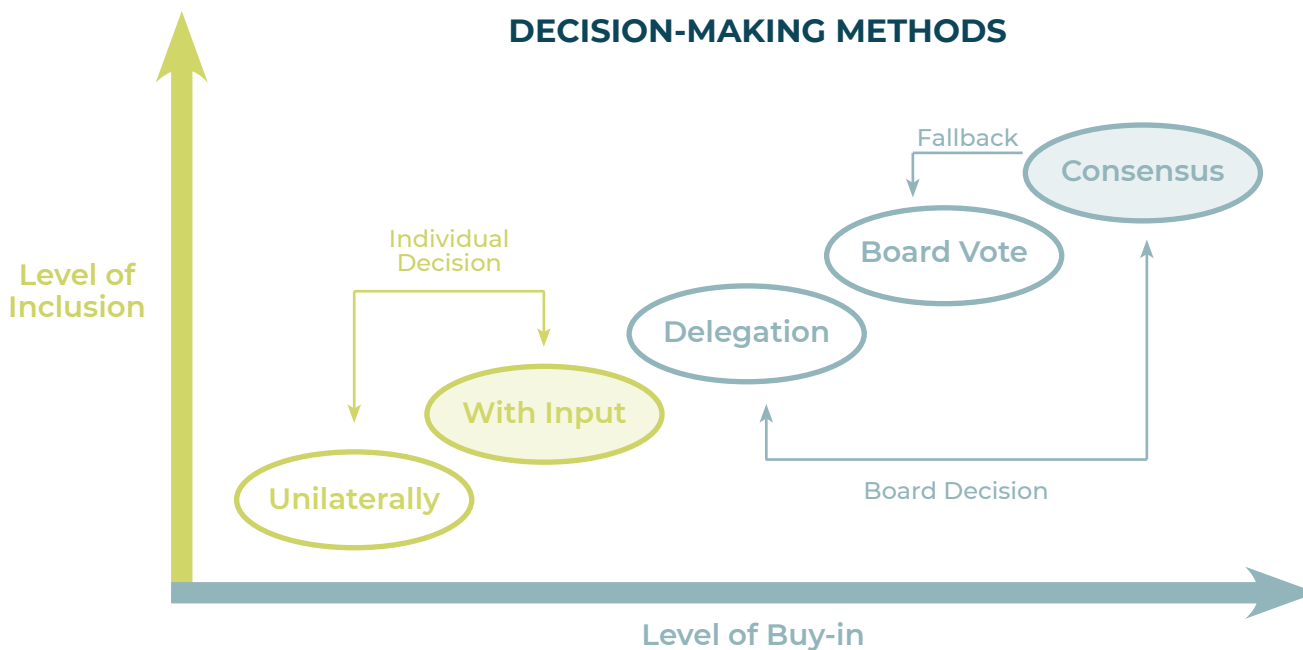 DECISION-MAKING METHODS
Fallback
Consensus
Board Vote
Individual
Decision
Level of
Inclusion
Delegation
With Input
Unilaterally
Board Decision
Level of Buy-in